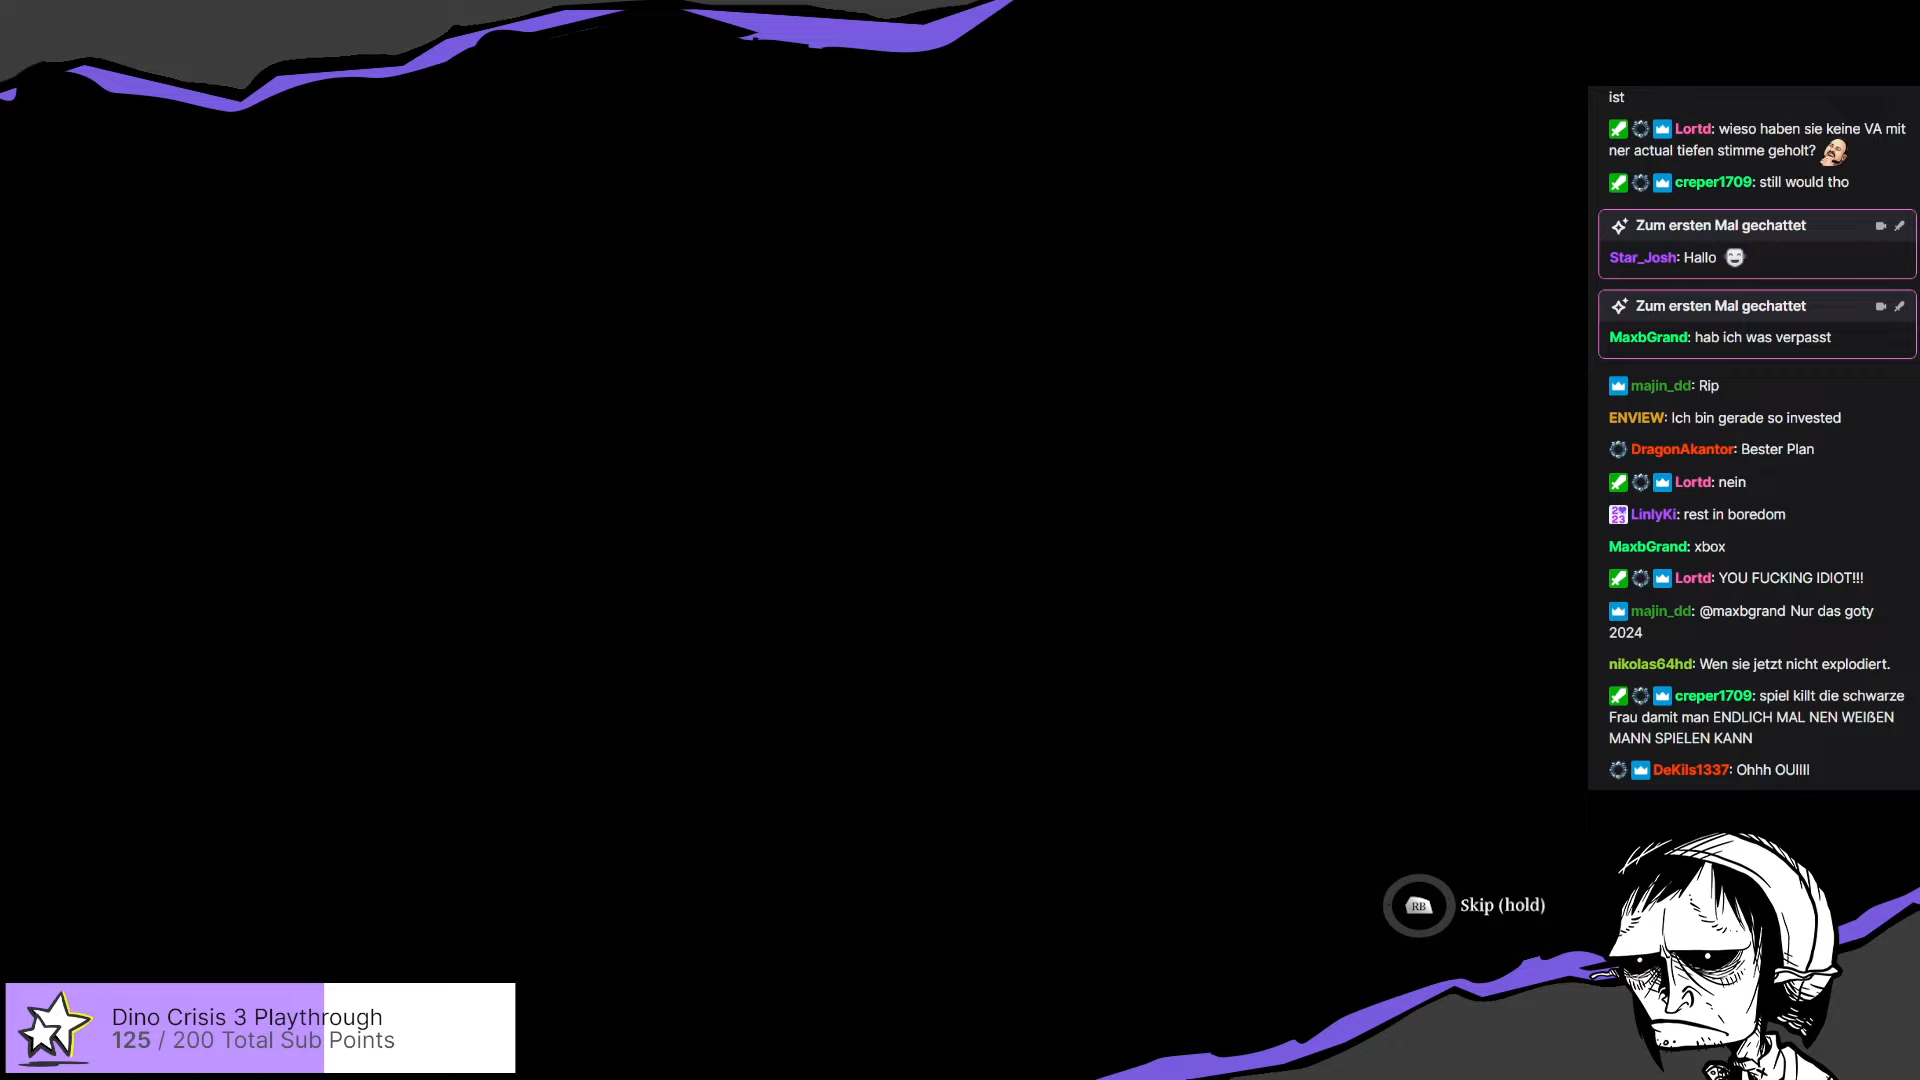 ist
Lortd: wieso haben sie keine VA mit
ner actual tiefen stimme geholt?
creper1709: still would tho
Zum ersten Mal gechattet
Star_Josh: Hallo
Zum ersten Mal gechattet
MaxbGrand: hab ich was verpasst
majin_dd: Rip
ENVIEW: Ich bin gerade so invested
DragonAkantor: Bester Plan
Lortd: nein
LinlyKi: rest in boredom
MaxbGrand: xbox
Lortd: YOU FUCKING IDIOT!!!
majin_dd: @maxbgrand Nur das goty
2024
nikolas64hd: Wen sie jetzt nicht explodiert.
creper1709: spiel killt die schwarze
Frau damit man ENDLICH MAL NEN WEIßEN
MANN SPIELEN KANN
DeKils1337: Ohhh OUIIII
RB Skip (hold)
Dino Crisis 3 Playthrough
125 / 200 Total Sub Points